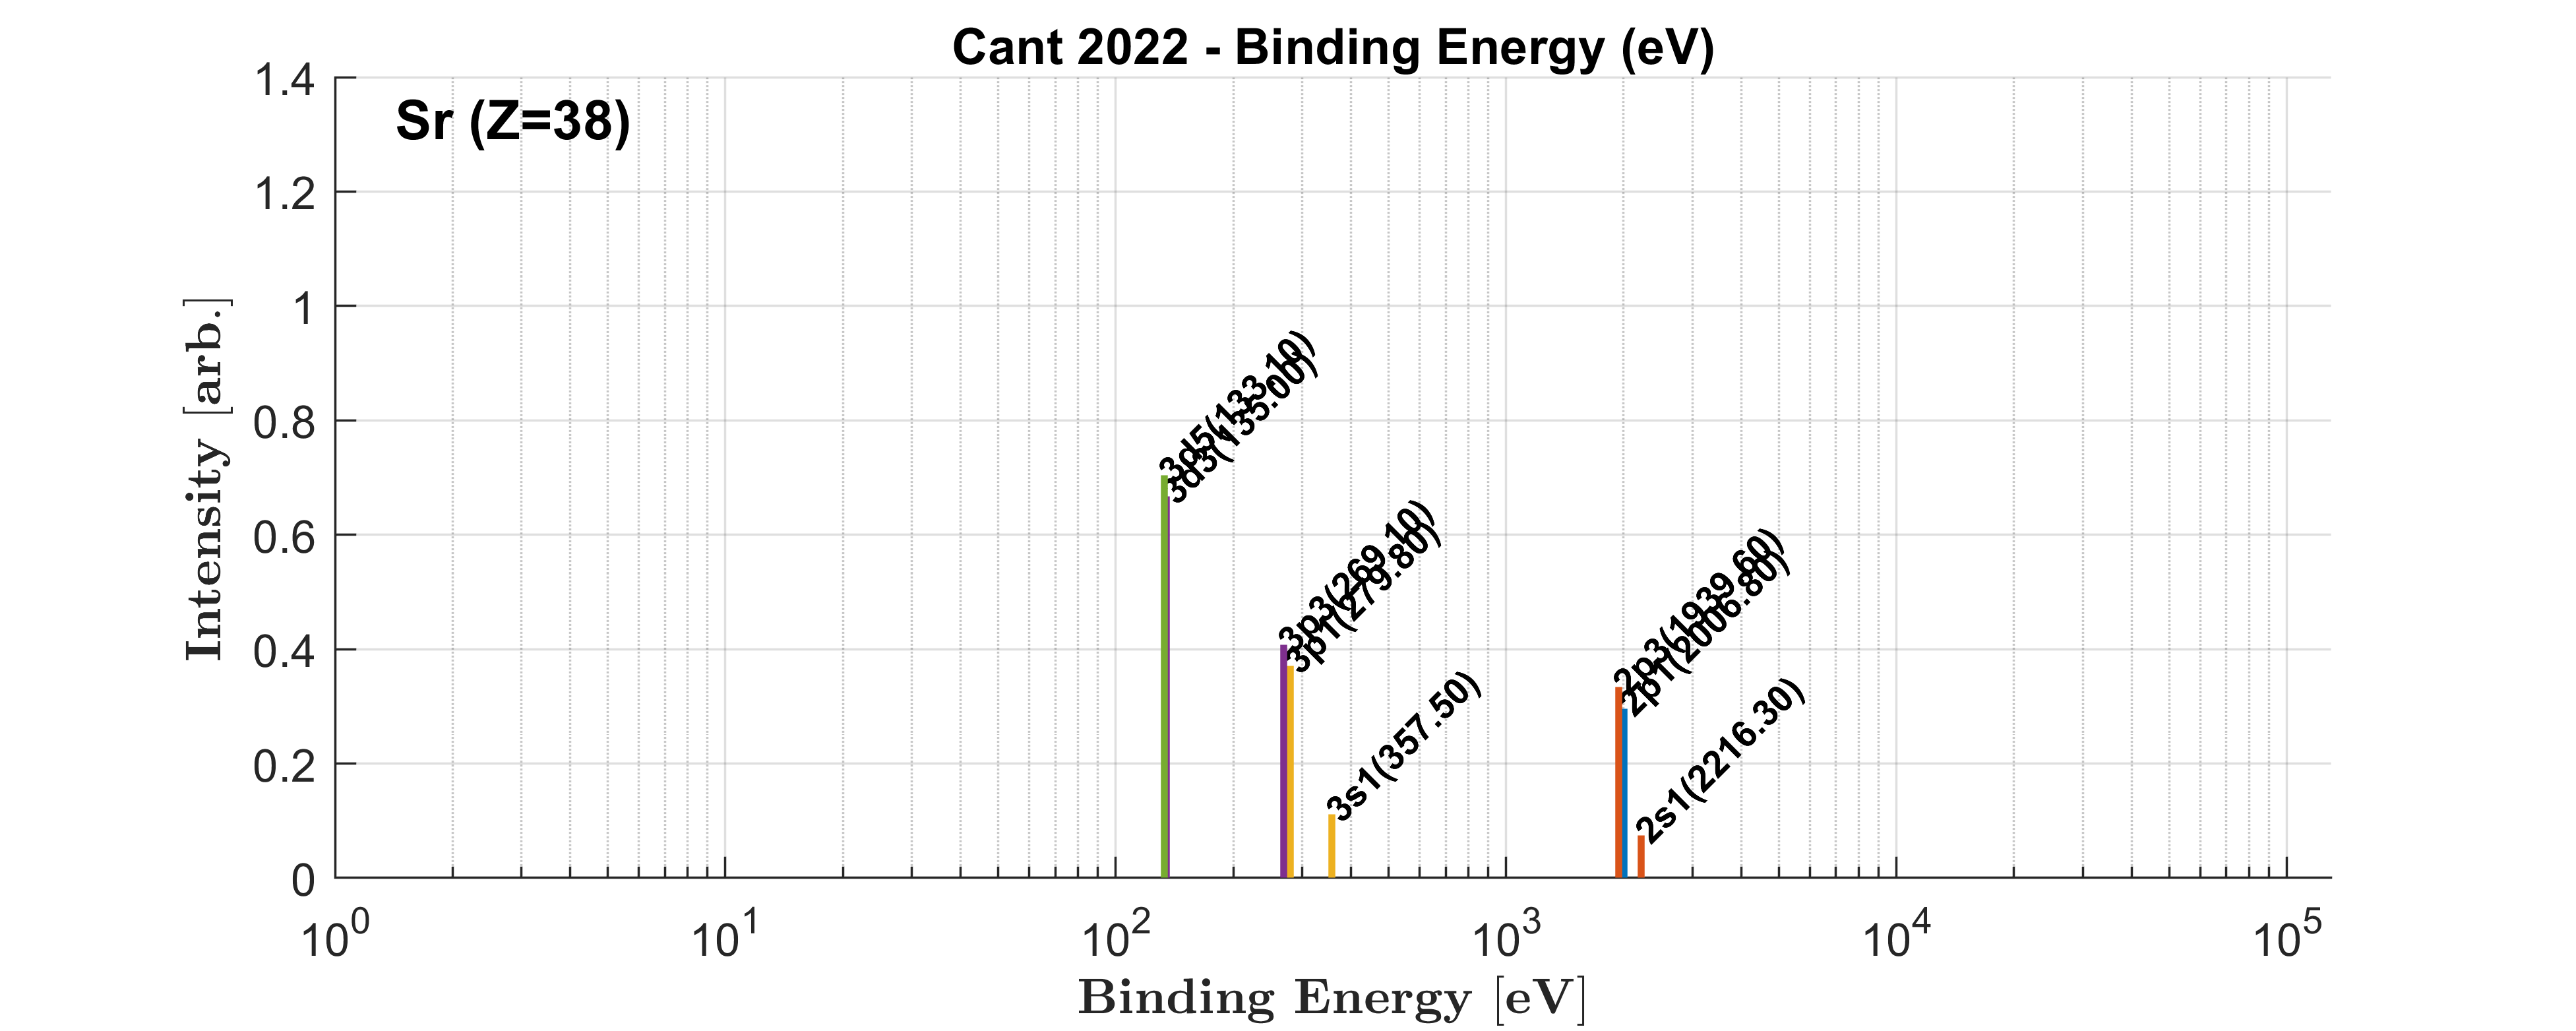 Cant 2022 - Binding Energy (eV)
Sr (Z=38)
1.4
1.2
1
0.8
0.6
0.4
0.2
0
Intensity [arb.]
3d5(133.10)
3d3(135.00)
3p3(269.10)
3p1(279.80)
3s1(357.50)
2p3(1939.60)
2p1(2006.80)
2s1(2216.30)
10^0 10^1 10^2 10^3 10^4 10^5
Binding Energy [eV]